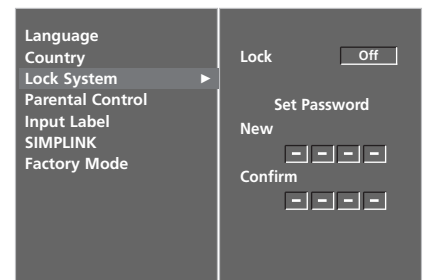 Language
Country
Lock System ►
Parental Control
Input Label
SIMPLINK
Factory Mode
Lock Off
Set Password
New
– – – –
Confirm
– – – –